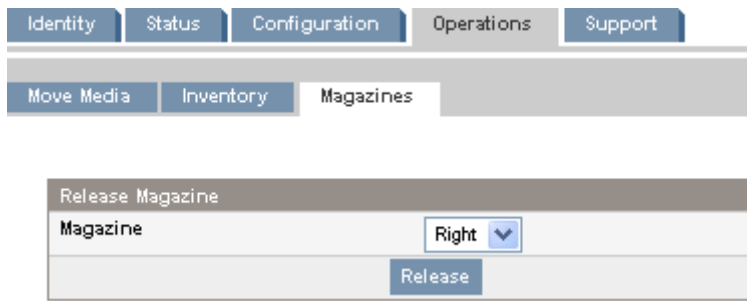 Identity Status Configuration Operations Support
Move Media Inventory Magazines
Release Magazine
Magazine Right
Release